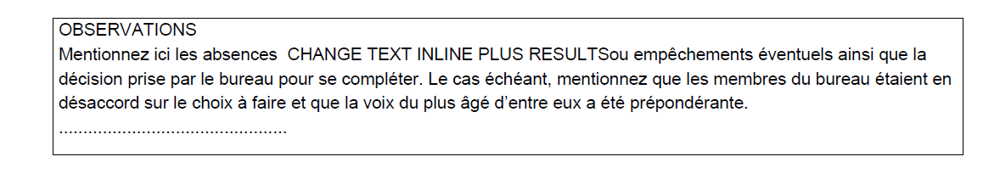 OBSERVATIONS
Mentionnez ici les absences  CHANGE TEXT INLINE PLUS RESULTSou empêchements éventuels ainsi que la
décision prise par le bureau pour se compléter. Le cas échéant, mentionnez que les membres du bureau étaient en
désaccord sur le choix à faire et que la voix du plus âgé d’entre eux a été prépondérante.
...............................................